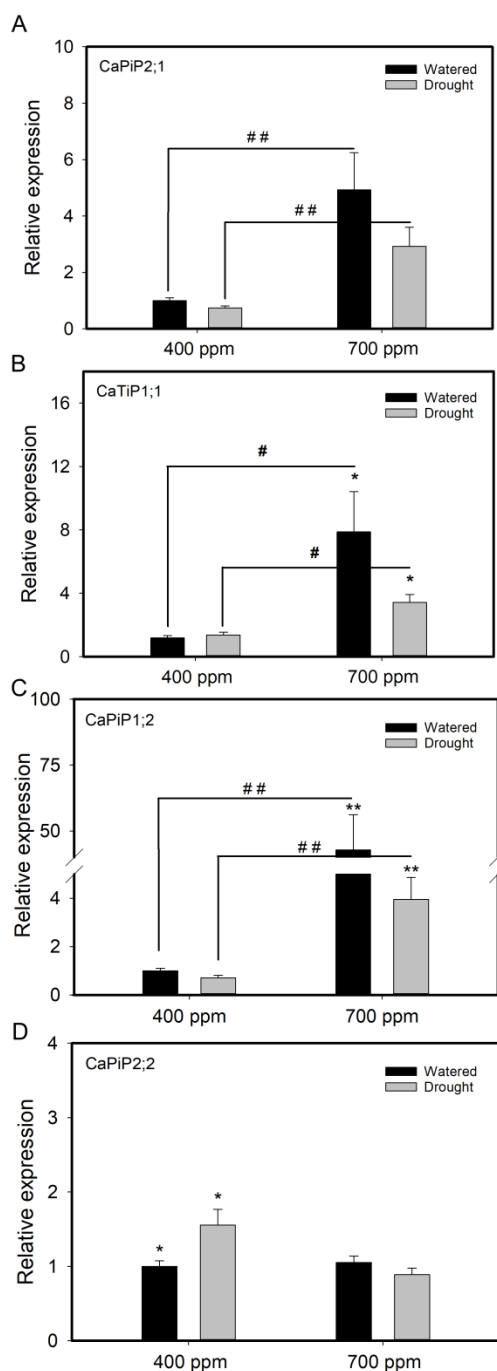 A
10
CaPiP2;1
Watered
Drought
8
# #
6
# #
4
2
0
Relative expression
400 ppm
700 ppm
B
16
CaTiP1;1
Watered
Drought
12
#
*
8
#
*
4
0
Relative expression
400 ppm
700 ppm
C
100
CaPiP1;2
Watered
Drought
75
# #
**
50
# #
**
4
2
0
Relative expression
400 ppm
700 ppm
D
4
CaPiP2;2
Watered
Drought
3
2
*
*
1
0
Relative expression
400 ppm
700 ppm